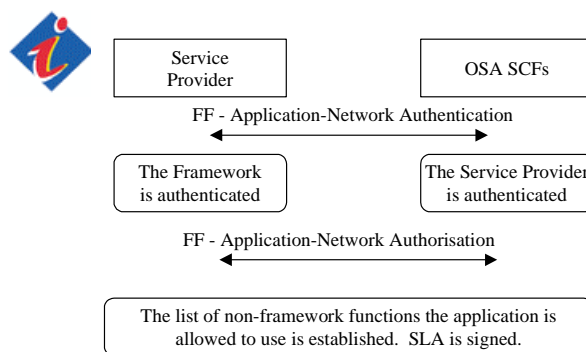 Service
Provider
OSA SCFs
FF - Application-Network Authentication
The Framework
is authenticated
The Service Provider
is authenticated
FF - Application-Network Authorisation
The list of non-framework functions the application is
allowed to use is established. SLA is signed.